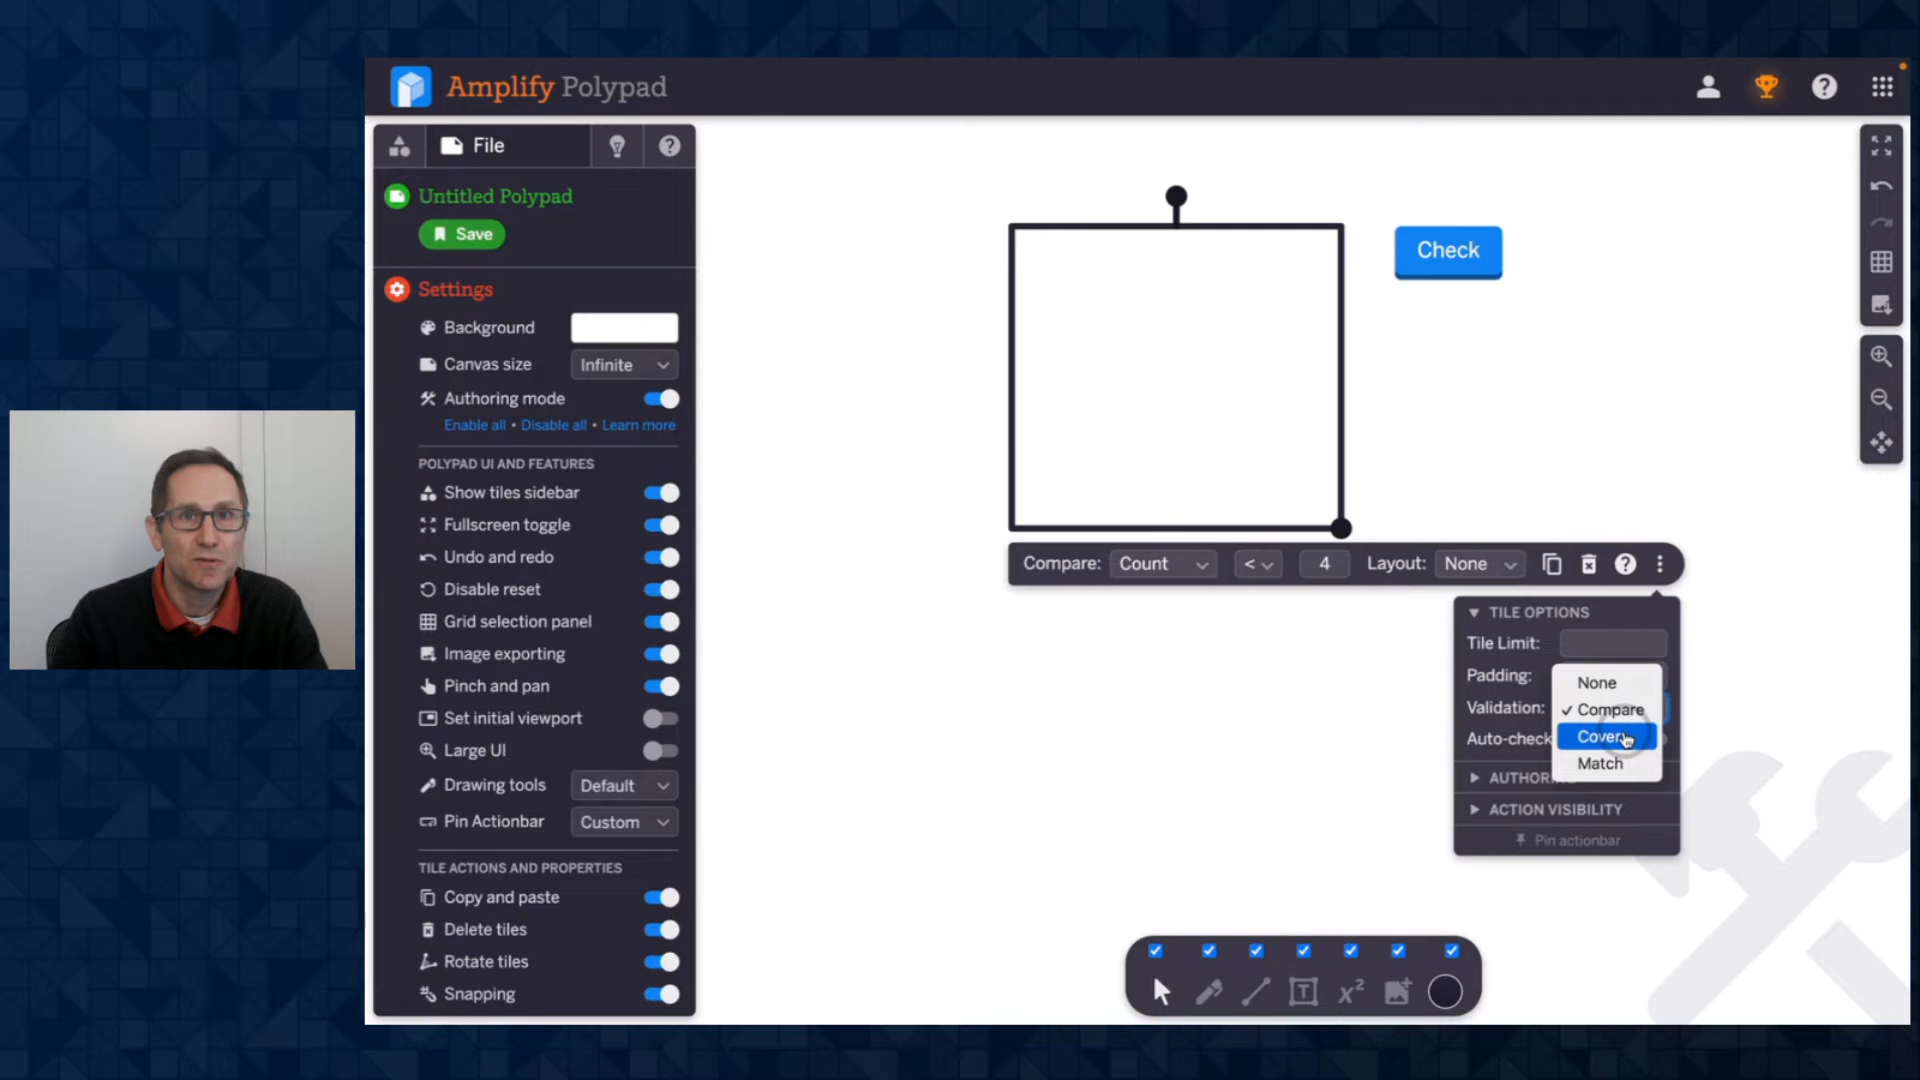 Amplify Polypad
File
Untitled Polypad
Save
Settings
Background
Canvas size Infinite
Authoring mode
Enable all • Disable all • Learn more
POLYPAD UI AND FEATURES
Show tiles sidebar
Fullscreen toggle
Undo and redo
Disable reset
Grid selection panel
Image exporting
Pinch and pan
Set initial viewport
Large UI
Drawing tools Default
Pin Actionbar Custom
TILE ACTIONS AND PROPERTIES
Copy and paste
Delete tiles
Rotate tiles
Snapping
Check
Compare: Count < 4 Layout: None
TILE OPTIONS
Tile Limit:
Padding:
Validation:
Auto-check
None
✓ Compare
Cover
Match
ACTION VISIBILITY
Pin actionbar
T
x²